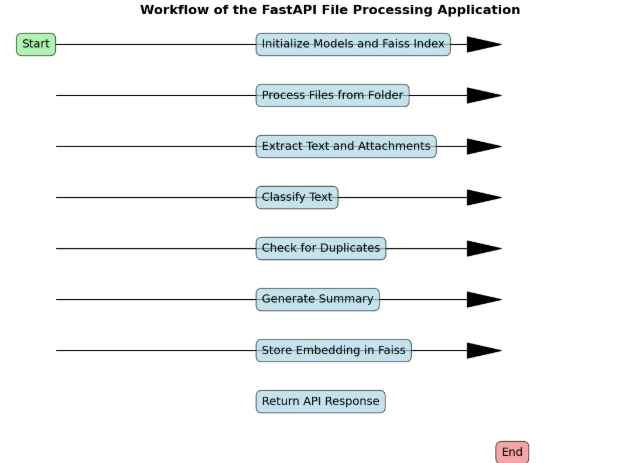 Workflow of the FastAPI File Processing Application
Start
Initialize Models and Faiss Index
Process Files from Folder
Extract Text and Attachments
Classify Text
Check for Duplicates
Generate Summary
Store Embedding in Faiss
Return API Response
End